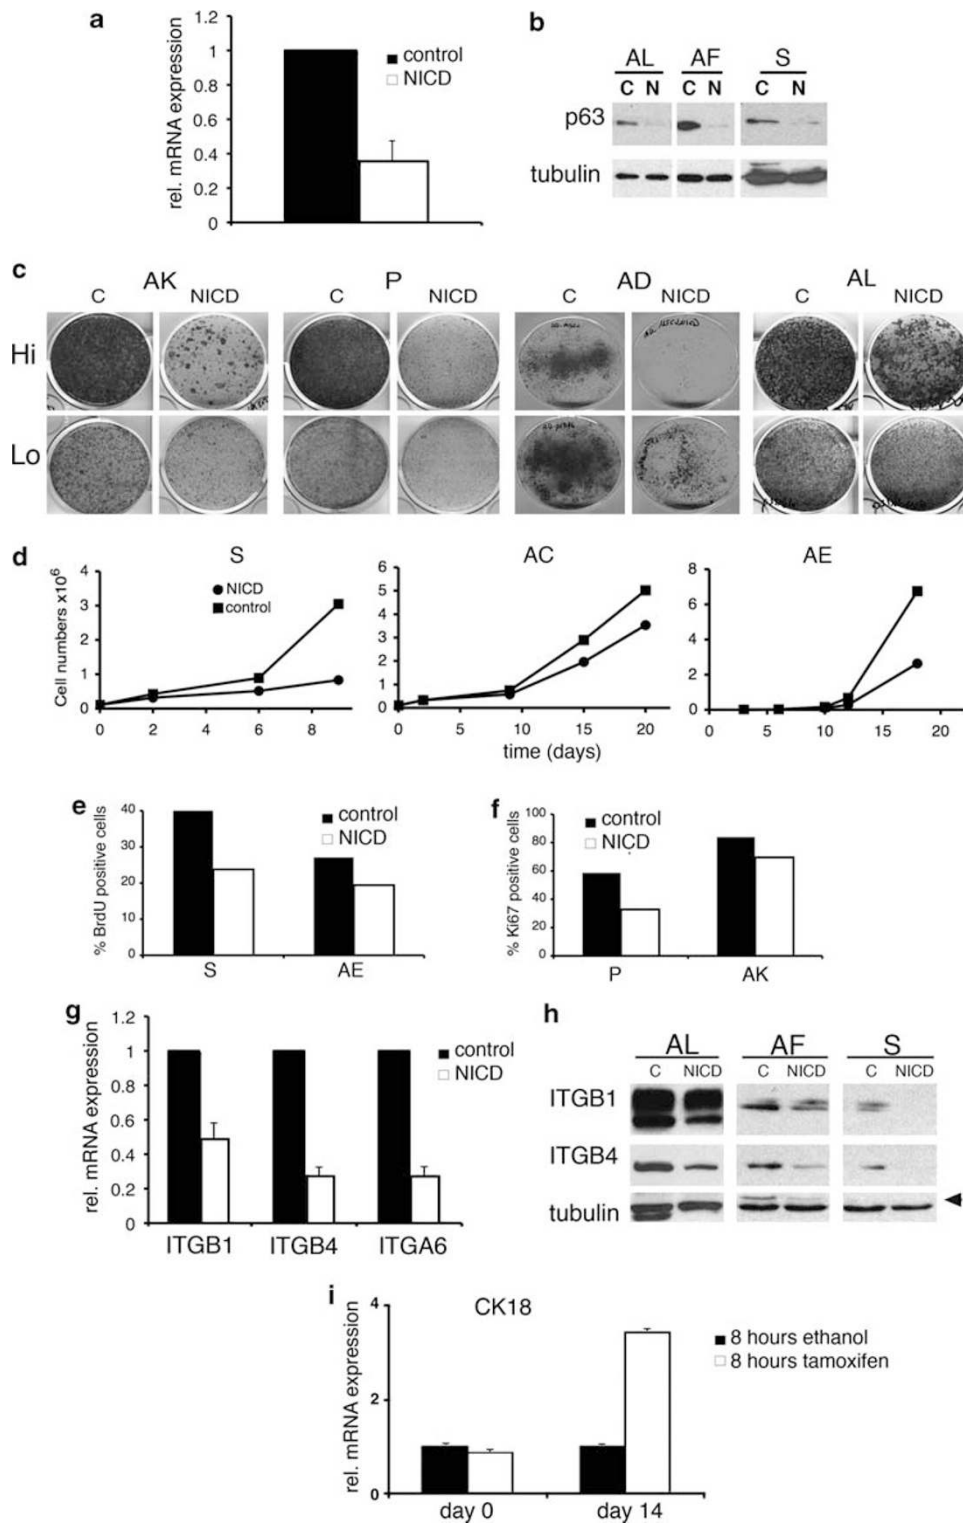 a
1.2
1
0.8
0.6
0.4
0.2
0
rel. mRNA expression
control
NICD
b
AL AF S
C N C N C N
p63
tubulin
c
AK P AD AL
C NICD C NICD C NICD C NICD
Hi
Lo
d
S AC AE
Cell numbers x10⁶
4
3
2
1
0
0 2 4 6 8
NICD
control
6
5
4
3
2
1
0
0 5 10 15 20
8
6
4
2
0
0 5 10 15 20
time (days)
e
% BrdU positive cells
40
30
20
10
0
control
NICD
S AE
f
% Ki67 positive cells
100
80
60
40
20
0
control
NICD
P AK
g
rel. mRNA expression
1.2
1
0.8
0.6
0.4
0.2
0
control
NICD
ITGB1 ITGB4 ITGA6
h
AL AF S
C NICD C NICD C NICD
ITGB1
ITGB4
tubulin
i
CK18
rel. mRNA expression
4
2
0
8 hours ethanol
8 hours tamoxifen
day 0 day 14